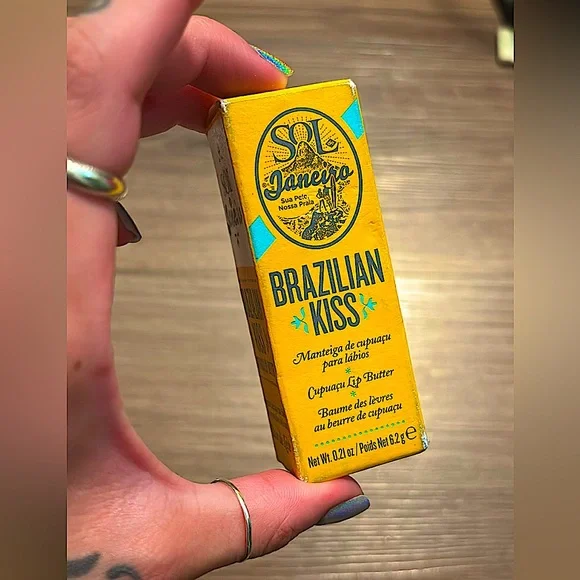 SOL
de
Janeiro
Sua Pele,
Nossa Praia
BRAZILIAN
KISS
Manteiga de cupuaçu
para lábios
Cupuaçu Lip Butter
Baume des lèvres
au beurre de cupuaçu
Net Wt. 0.21 oz / Poids Net 6.2 g ℮